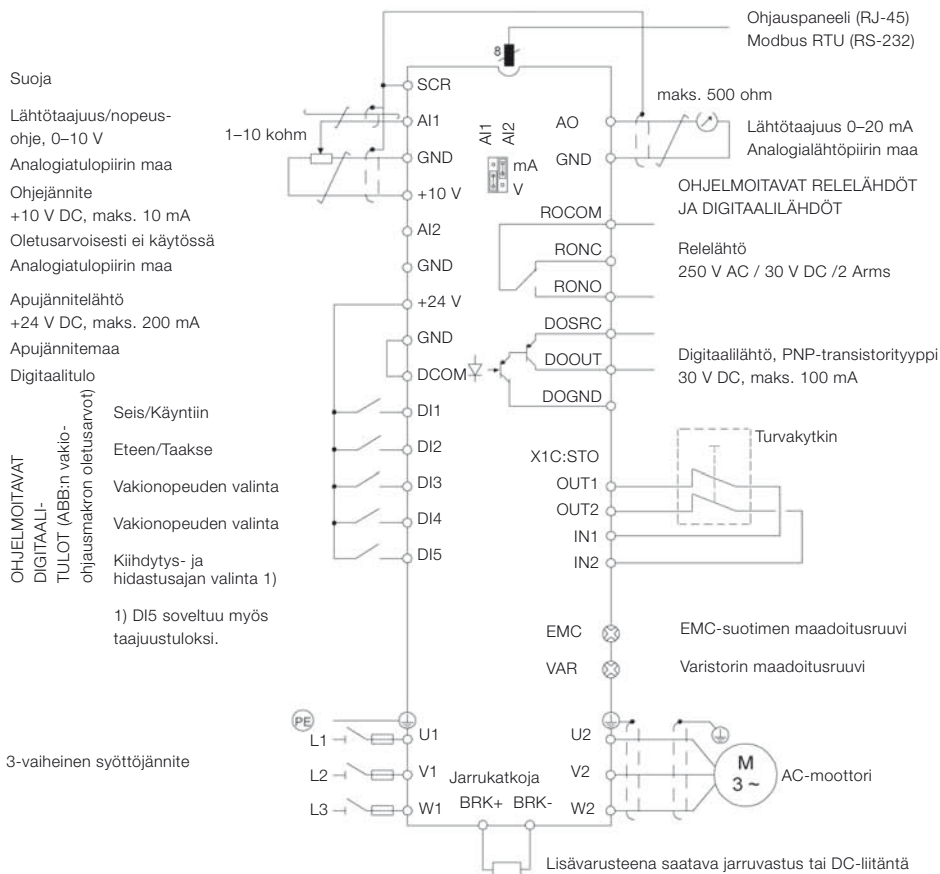 Ohjauspaneeli (RJ-45)
Modbus RTU (RS-232)
8
Suoja
SCR
maks. 500 ohm
Lähtötaajuus/nopeus-
ohje, 0–10 V
1–10 kohm
AI1
AI1
AI2
mA
V
AO
Lähtötaajuus 0–20 mA
Analogiatulopiirin maa
GND
GND
Analogialähtöpiirin maa
Ohjejännite
+10 V DC, maks. 10 mA
+10 V
OHJELMOITAVAT RELELÄHDÖT
JA DIGITAALILÄHDÖT
Oletusarvoisesti ei käytössä
AI2
ROCOM
Analogiatulopiirin maa
GND
RONC
RONO
Relelähtö
250 V AC / 30 V DC /2 Arms
Apujännitelähtö
+24 V DC, maks. 200 mA
+24 V
Apujännitemaa
GND
DOSRC
Digitaalitulo
DCOM
DOOUT
DOGND
Digitaalilähtö, PNP-transistorityyppi
30 V DC, maks. 100 mA
OHJELMOITAVAT
DIGITAALI-
TULOT (ABB:n vakio-
ohjausmakron oletusarvot)
Seis/Käyntiin
DI1
Eteen/Taakse
DI2
Vakionopeuden valinta
DI3
Vakionopeuden valinta
DI4
Kiihdytys- ja
hidastusajan valinta 1)
DI5
1) DI5 soveltuu myös
taajuustuloksi.
Turvakytkin
X1C:STO
OUT1
OUT2
IN1
IN2
EMC
EMC-suotimen maadoitusruuvi
VAR
Varistorin maadoitusruuvi
PE
3-vaiheinen syöttöjännite
L1
U1
L2
V1
L3
W1
U2
V2
W2
M
3 ~
AC-moottori
Jarrukatkoja
BRK+ BRK-
Lisävarusteena saatava jarruvastus tai DC-liitäntä